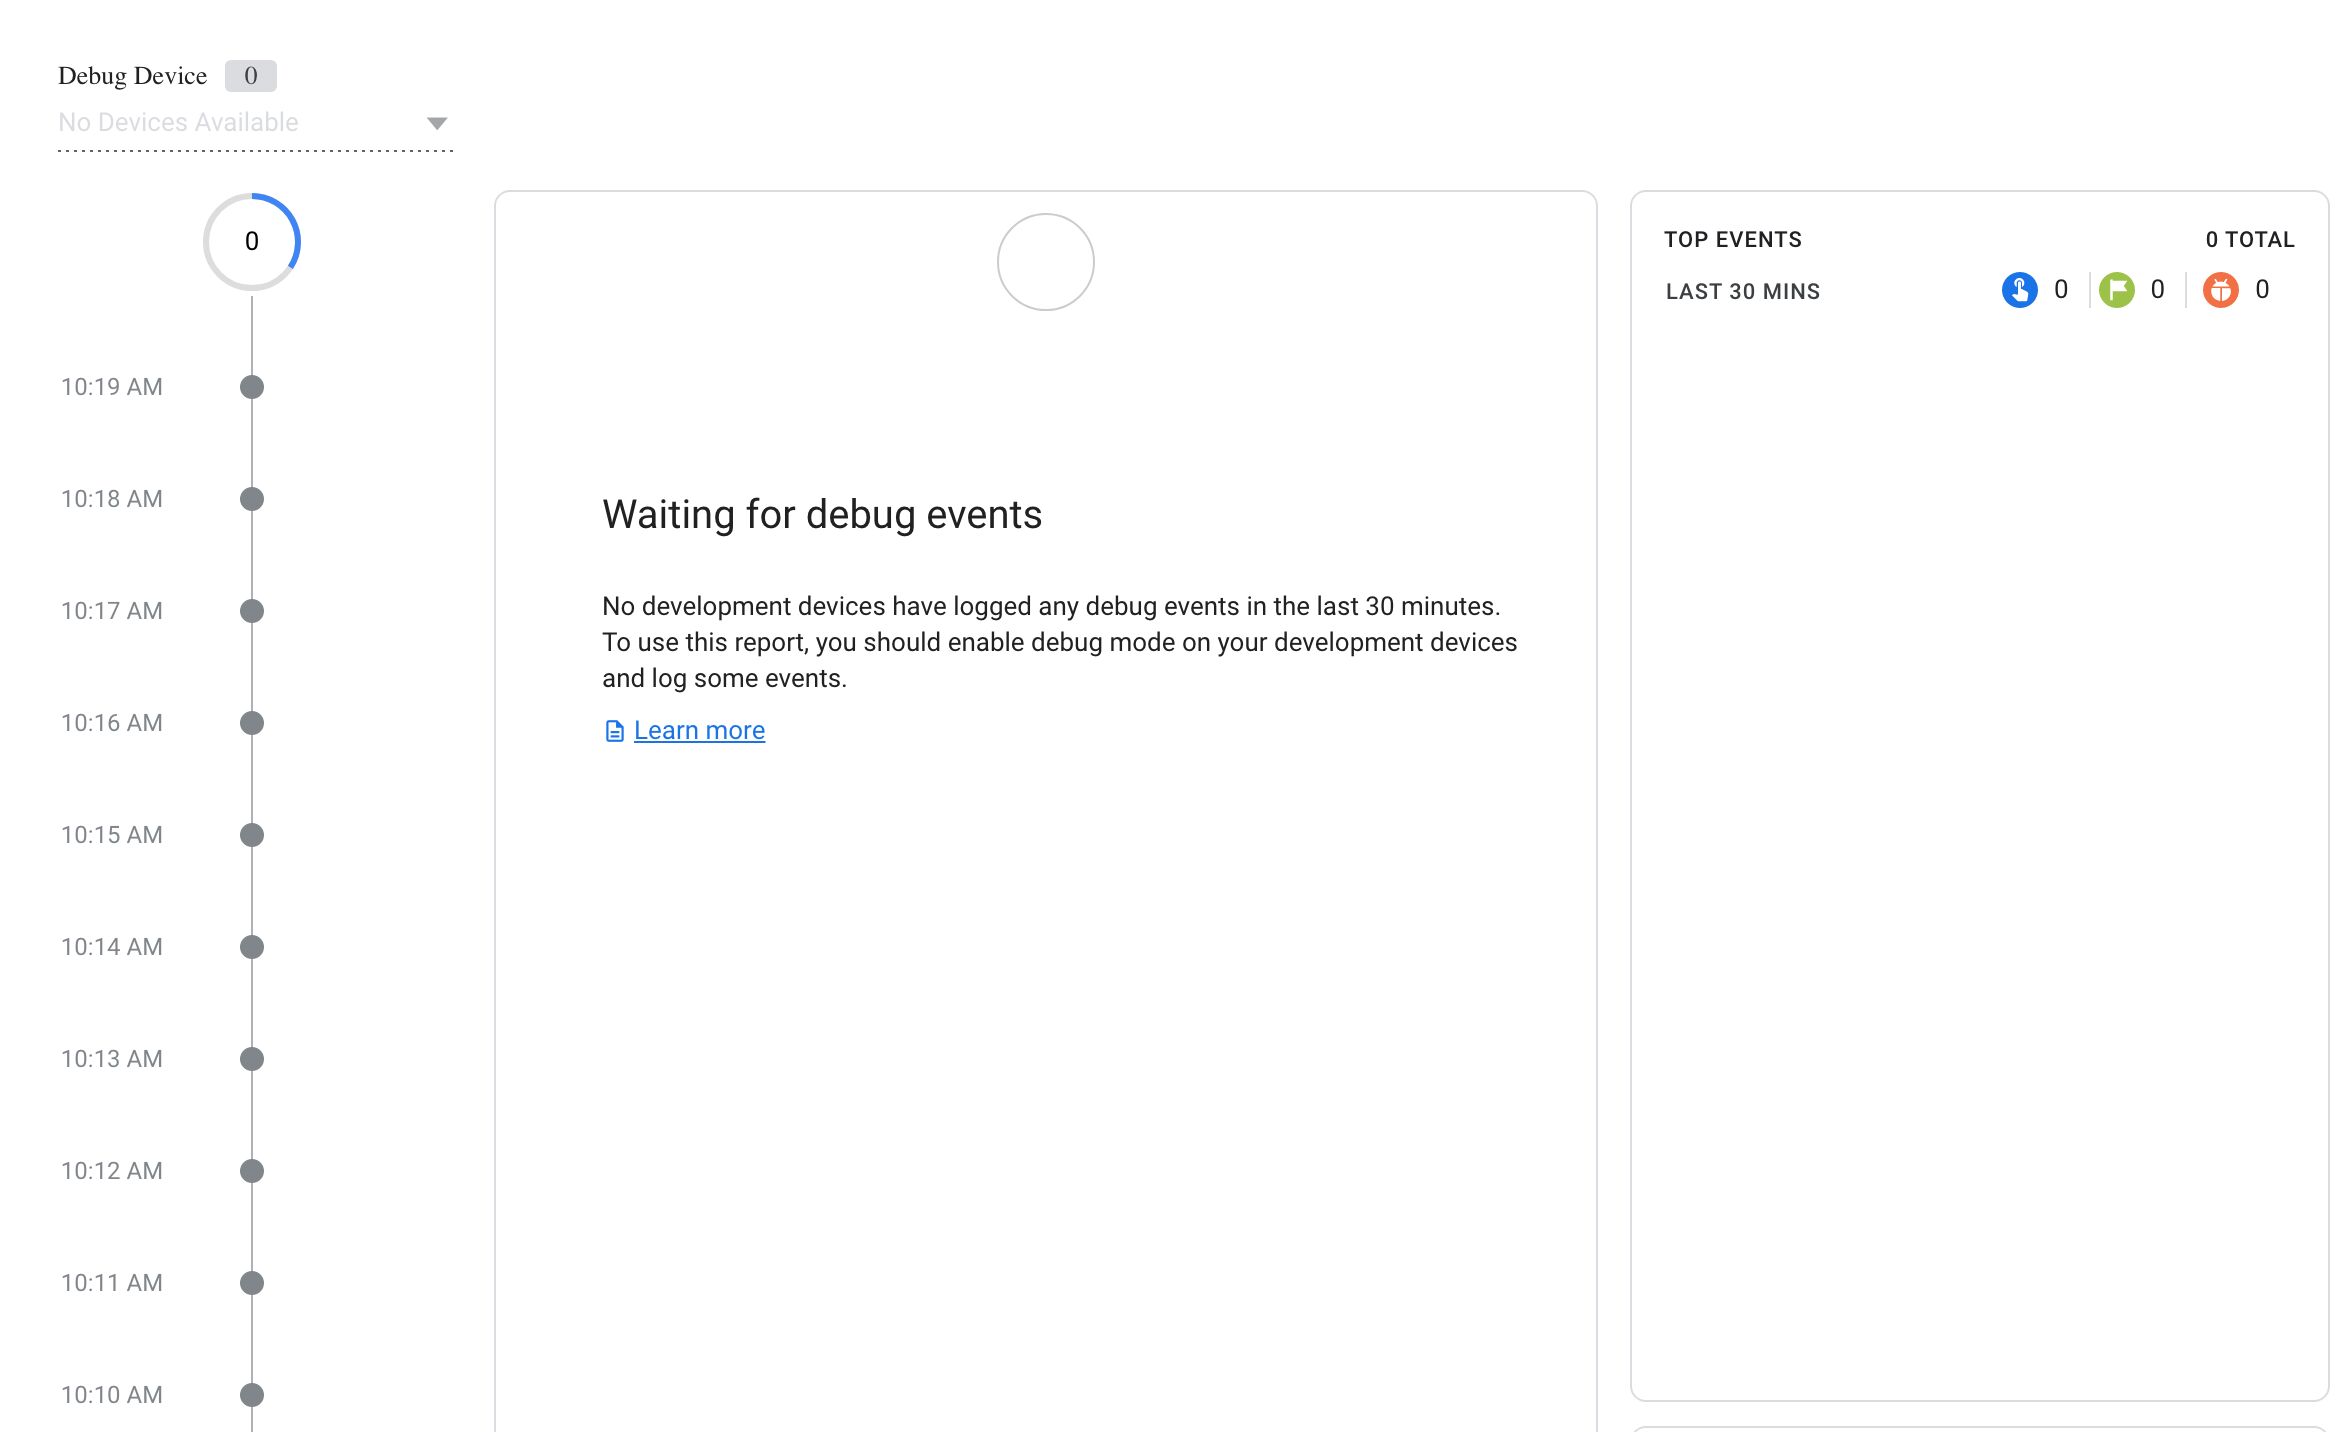 Debug Device 0
No Devices Available
0
10:19 AM
10:18 AM
10:17 AM
10:16 AM
10:15 AM
10:14 AM
10:13 AM
10:12 AM
10:11 AM
10:10 AM
Waiting for debug events
No development devices have logged any debug events in the last 30 minutes.
To use this report, you should enable debug mode on your development devices
and log some events.
Learn more
TOP EVENTS 0 TOTAL
LAST 30 MINS 0 0 0